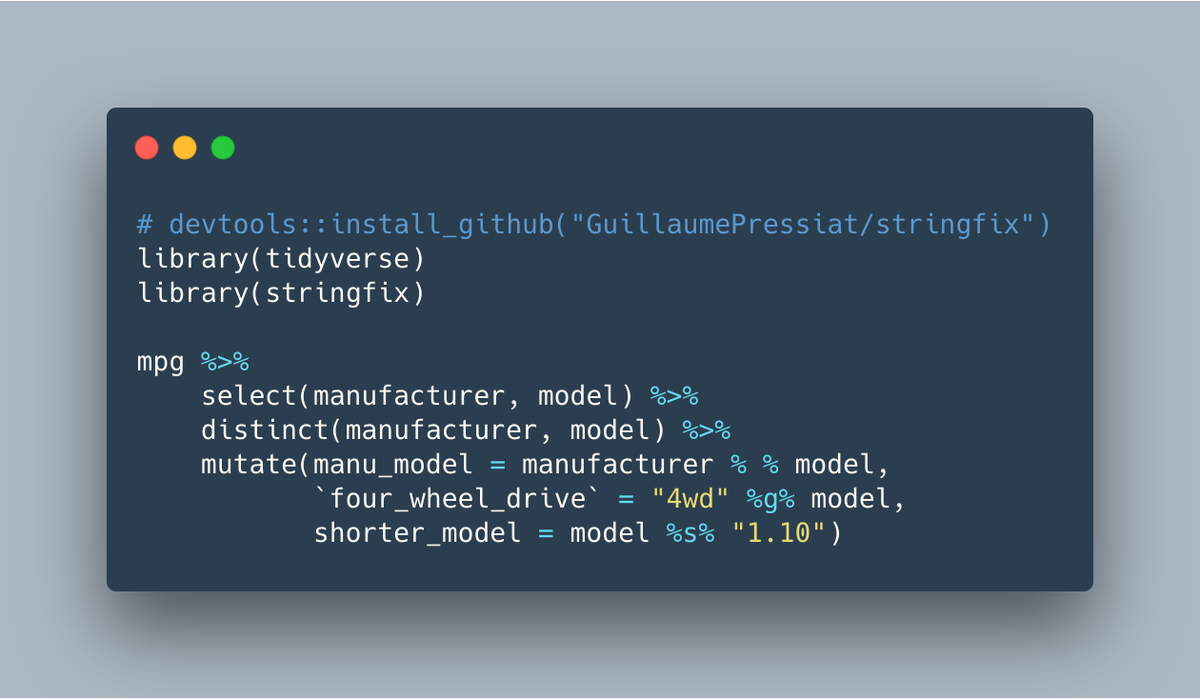 # devtools::install_github("GuillaumePressiat/stringfix")
library(tidyverse)
library(stringfix)

mpg %>%
    select(manufacturer, model) %>%
    distinct(manufacturer, model) %>%
    mutate(manu_model = manufacturer % % model,
           `four_wheel_drive` = "4wd" %g% model,
           shorter_model = model %s% "1.10")